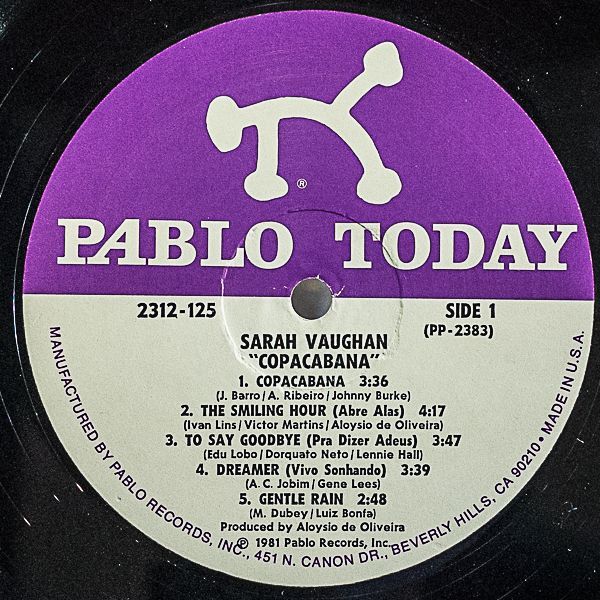 ®
PABLO TODAY
2312-125
SIDE 1
(PP-2383)
SARAH VAUGHAN
"COPACABANA"
1. COPACABANA 3:36
(J. Barro/A. Ribeiro/Johnny Burke)
2. THE SMILING HOUR (Abre Alas) 4:17
(Ivan Lins/Victor Martins/Aloysio de Oliveira)
3. TO SAY GOODBYE (Pra Dizer Adeus) 3:47
(Edu Lobo/Dorquato Neto/Lennie Hall)
4. DREAMER (Vivo Sonhando) 3:39
(A. C. Jobim/Gene Lees)
5. GENTLE RAIN 2:48
(M. Dubey/Luiz Bonfa)
Produced by Aloysio de Oliveira
℗ 1981 Pablo Records, Inc.
MANUFACTURED BY PABLO RECORDS, INC., 451 N. CANON DR., BEVERLY HILLS, CA 90210 • MADE IN U.S.A.